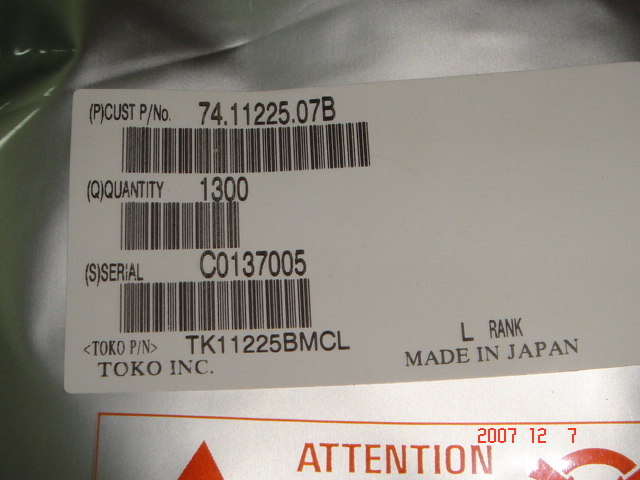 (P)CUST P/No. 74.11225.07B
(Q)QUANTITY 1300
(S)SERIAL C0137005
<TOKO P/N> TK11225BMCL L RANK
TOKO INC. MADE IN JAPAN
2007 12 7
ATTENTION